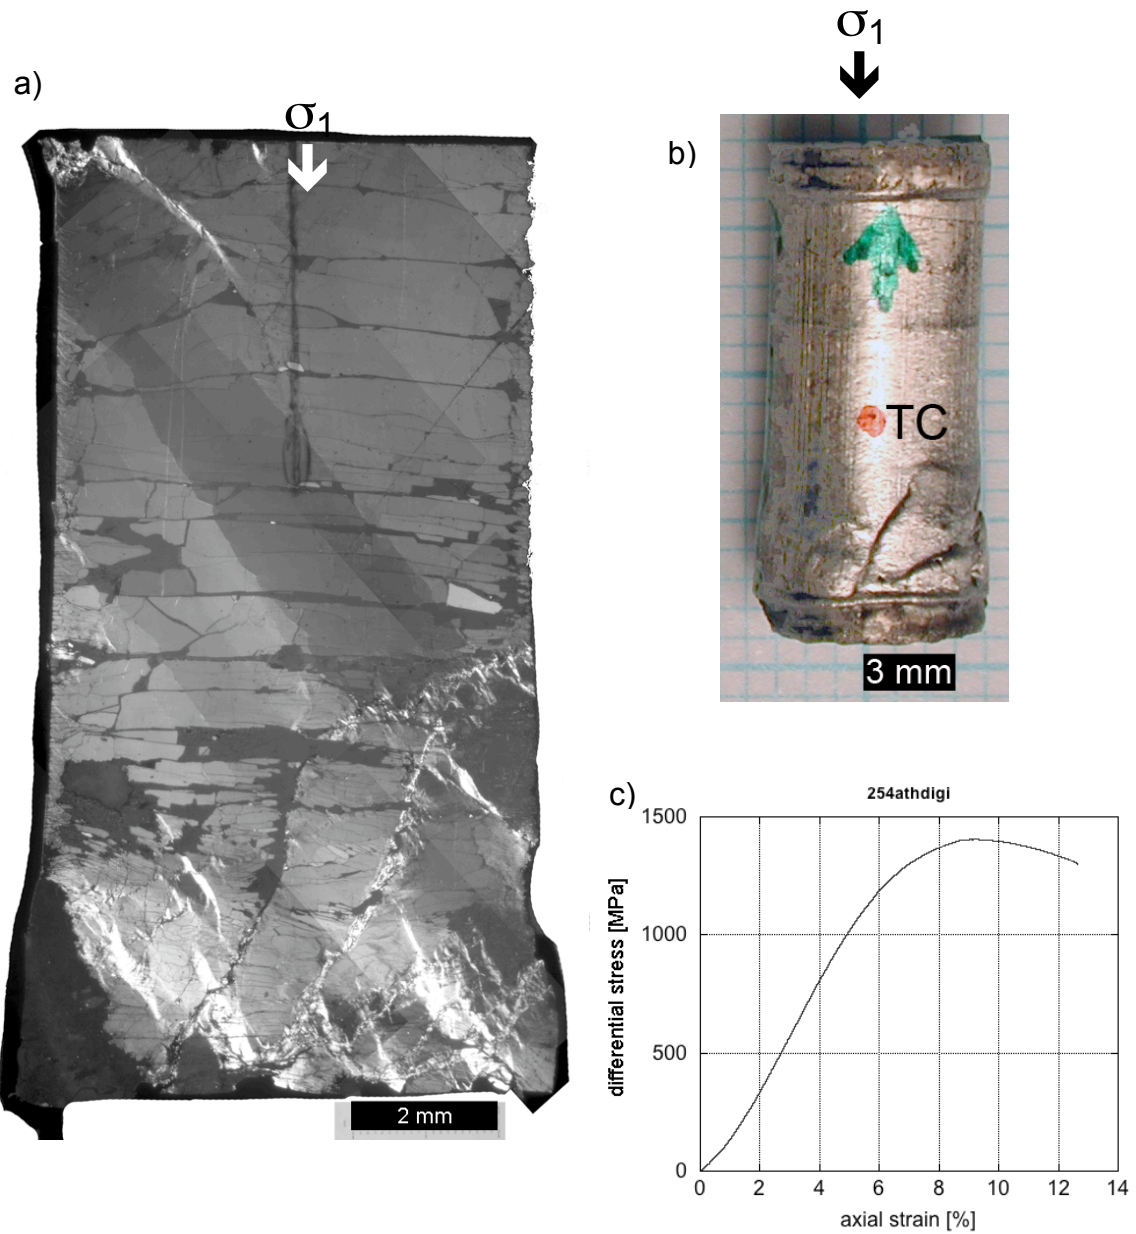 a)
σ1
2 mm
σ1
b)
TC
3 mm
c)
254athdigi
differential stress [MPa]
1500
1000
500
0
0 2 4 6 8 10 12 14
axial strain [%]